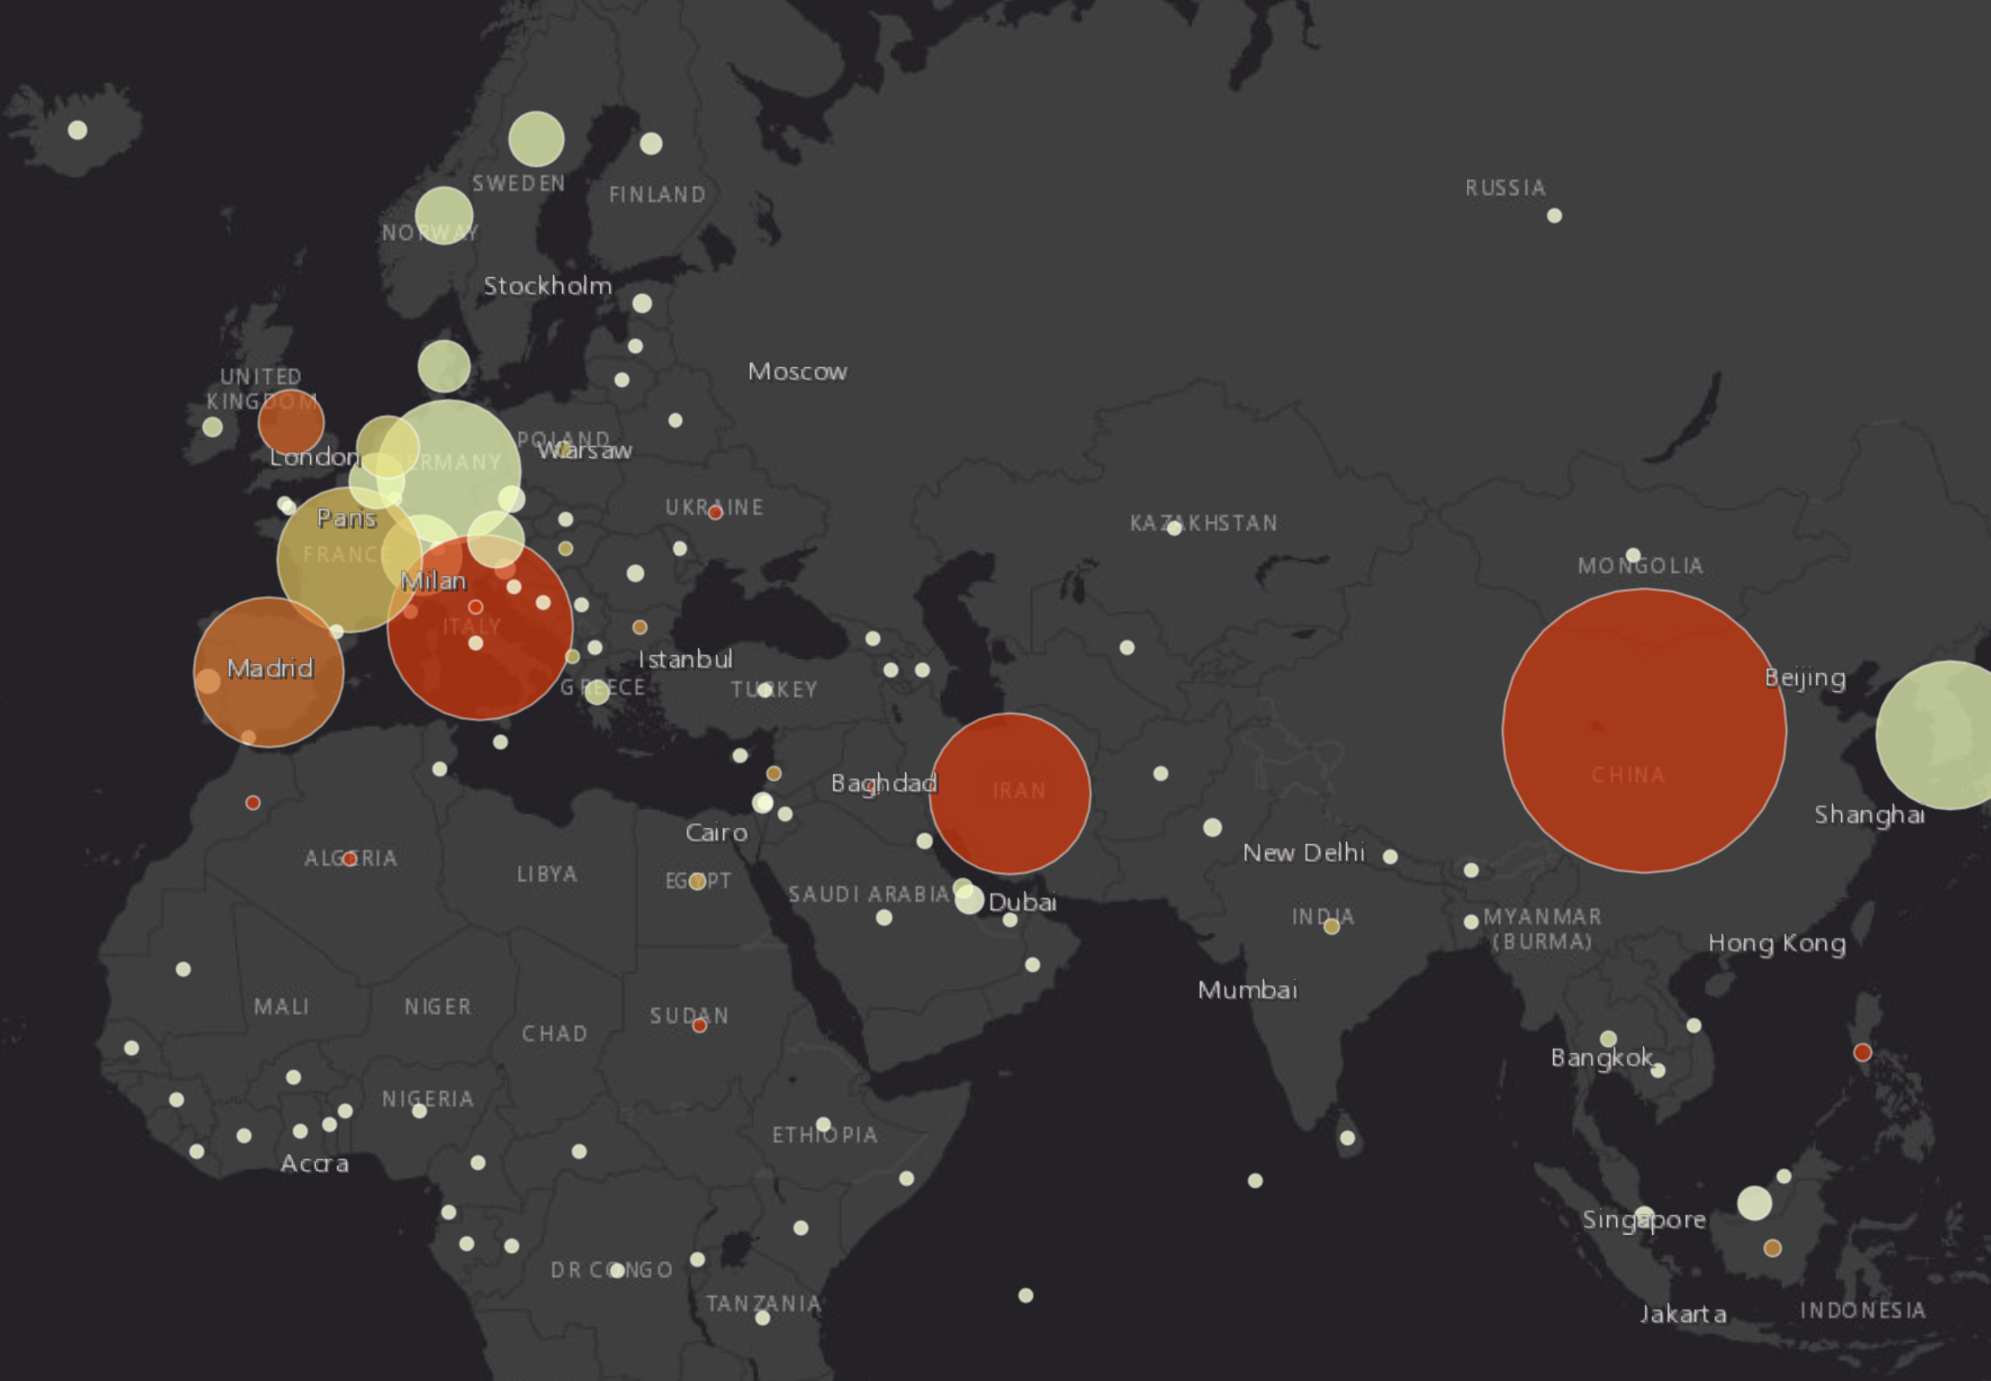 SWEDEN
FINLAND
RUSSIA
NORWAY
Stockholm
Moscow
UNITED
KINGDOM
POLAND
Warsaw
London
GERMANY
Paris
UKRAINE
KAZAKHSTAN
FRANCE
MONGOLIA
Milan
ITALY
Madrid
Istanbul
GREECE
TURKEY
Beijing
Baghdad
IRAN
CHINA
Shanghai
Cairo
New Delhi
ALGERIA
LIBYA
EGYPT
SAUDI ARABIA
Dubai
INDIA
MYANMAR
(BURMA)
Hong Kong
Mumbai
MALI
NIGER
CHAD
SUDAN
Bangkok
NIGERIA
ETHIOPIA
Accra
Singapore
DR CONGO
TANZANIA
Jakarta
INDONESIA